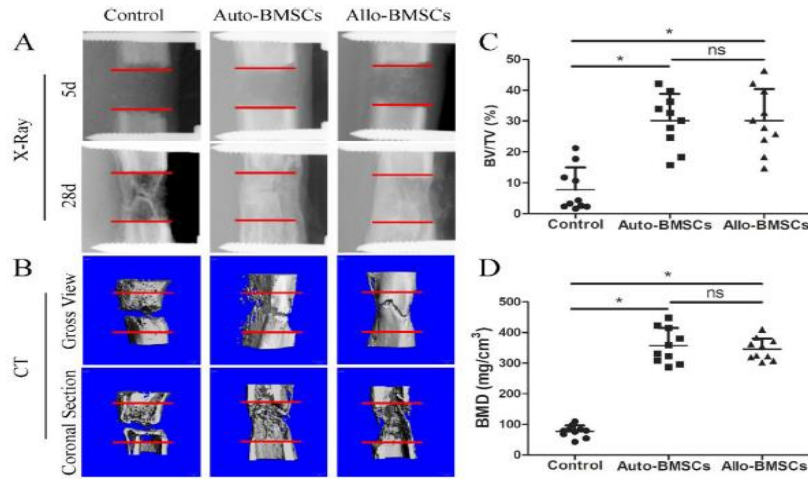 Control Auto-BMSCs Allo-BMSCs
A
X-Ray
5d
28d
B
CT
Gross View
Coronal Section
C
*
* ns
BV/TV (%)
50
40
30
20
10
0
Control Auto-BMSCs Allo-BMSCs
D
*
* ns
BMD (mg/cm³)
500
400
300
200
100
0
Control Auto-BMSCs Allo-BMSCs